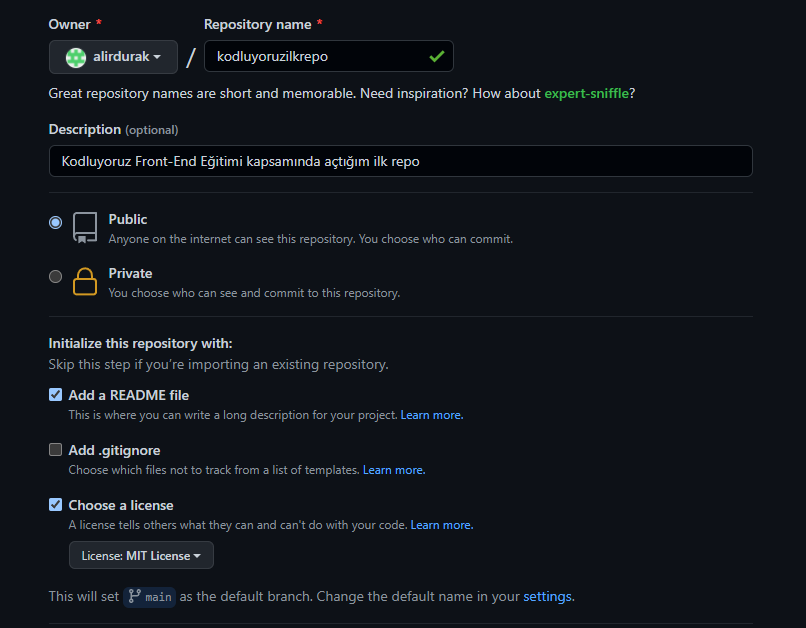 Owner * Repository name *
alirdurak / kodluyoruzilkrepo
Great repository names are short and memorable. Need inspiration? How about expert-sniffle?
Description (optional)
Kodluyoruz Front-End Eğitimi kapsamında açtığım ilk repo
Public
Anyone on the internet can see this repository. You choose who can commit.
Private
You choose who can see and commit to this repository.
Initialize this repository with:
Skip this step if you're importing an existing repository.
Add a README file
This is where you can write a long description for your project. Learn more.
Add .gitignore
Choose which files not to track from a list of templates. Learn more.
Choose a license
A license tells others what they can and can't do with your code. Learn more.
License: MIT License
This will set main as the default branch. Change the default name in your settings.